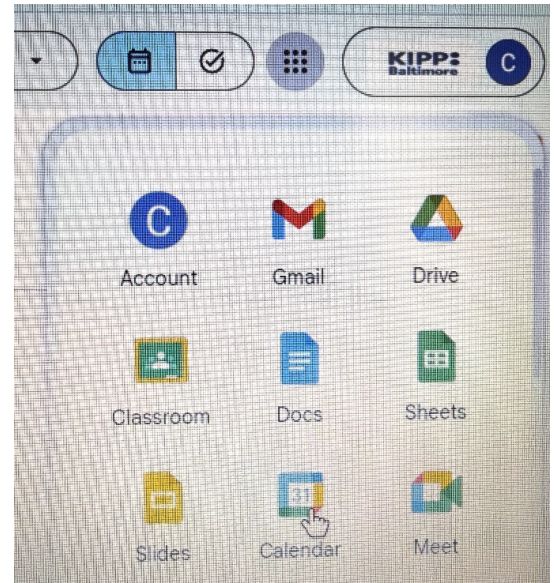 KIPP:
Baltimore
C
C
Account
Gmail
Drive
Classroom
Docs
Sheets
31
Slides
Calendar
Meet